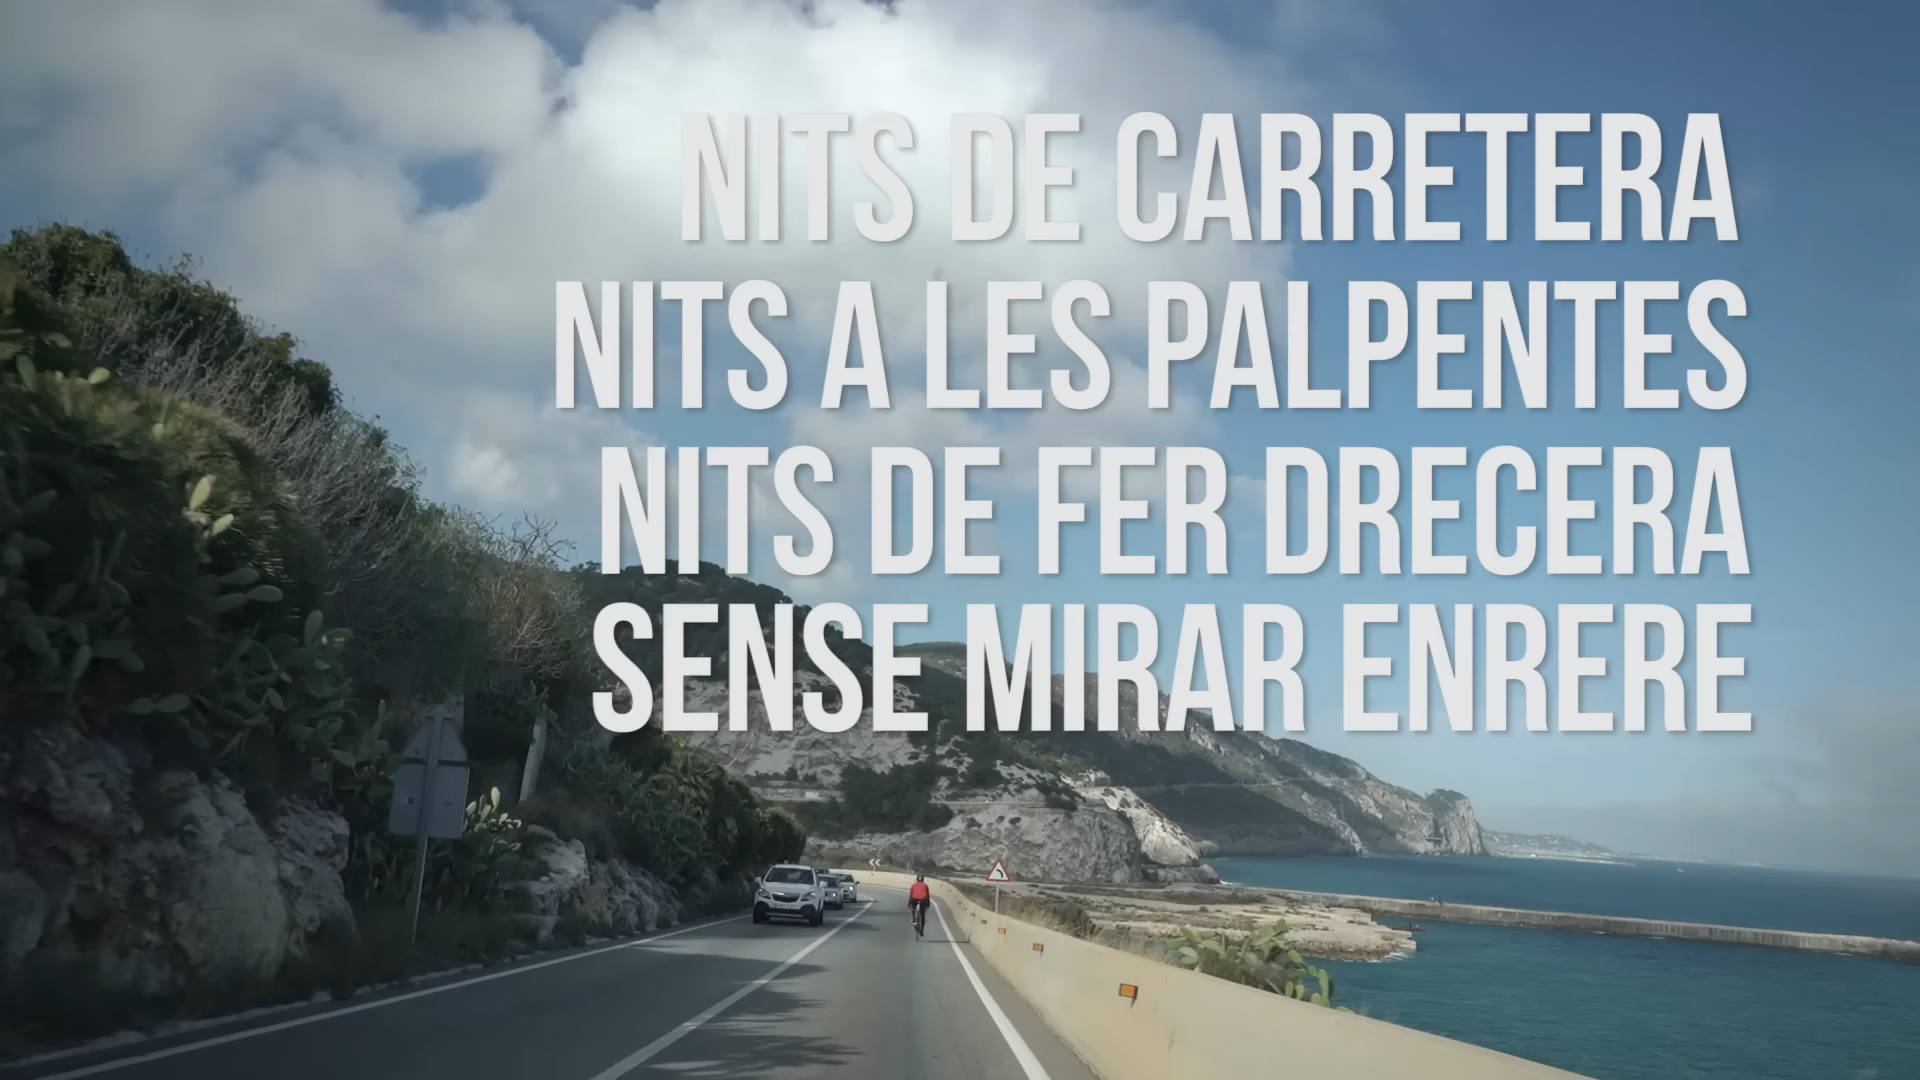 NITS DE CARRETERA
NITS A LES PALPENTES
NITS DE FER DRECERA
SENSE MIRAR ENRERE